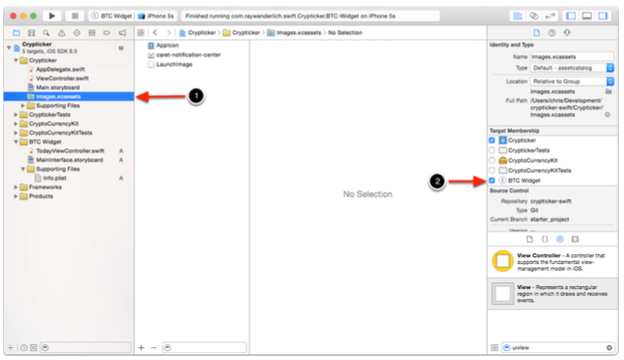 BTC Widget
iPhone 5s
Finished running com.raywenderlich.swift.Crypticker.BTC-Widget on iPhone 5s
Crypticker
5 targets, iOS SDK 8.0
M
Crypticker
AppDelegate.swift
ViewController.swift
Main.storyboard
Images.xcassets
Supporting Files
CryptickerTests
CryptoCurrencyKit
CryptoCurrencyKitTests
BTC Widget
TodayViewController.swift
A
MainInterface.storyboard
A
Supporting Files
Info.plist
A
Frameworks
Products
Crypticker
Crypticker
Images.xcassets
No Selection
AppIcon
caret-notification-center
LaunchImage
1
2
No Selection
Identity and Type
Name Images.xcassets
Type Default - assetcatalog
Location Relative to Group
Images.xcassets
Full Path /Users/chris/Development/
crypticker-swift/Crypticker/
Images.xcassets
Target Membership
Crypticker
CryptickerTests
CryptoCurrencyKit
CryptoCurrencyKitTests
BTC Widget
Source Control
Repository crypticker-swift
Type Git
Current Branch starter_project
Version --
View Controller - A controller that
supports the fundamental view-
management model in iOS.
View - Represents a rectangular
region in which it draws and receives
events.
uiview